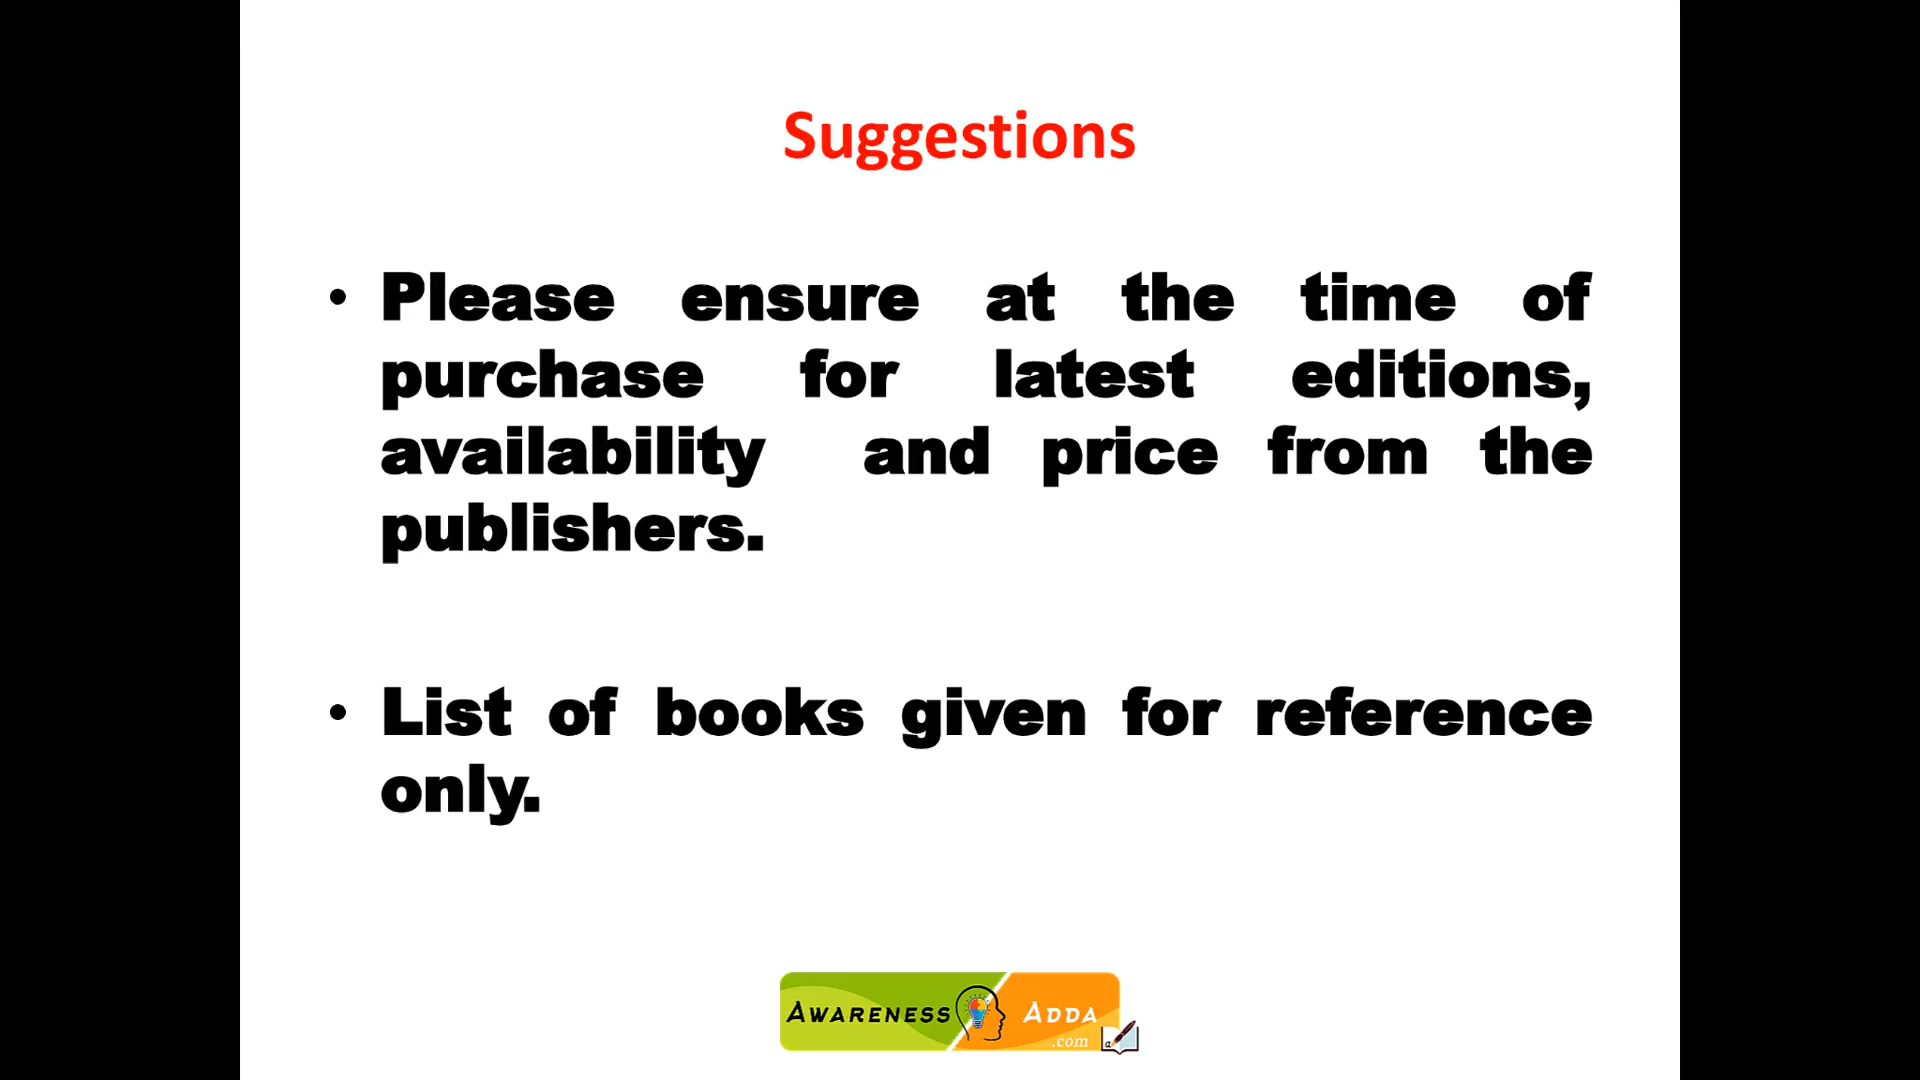 Suggestions
• Please ensure at the time of
purchase for latest editions,
availability and price from the
publishers.
• List of books given for reference
only.
AWARENESS ADDA
.com
a